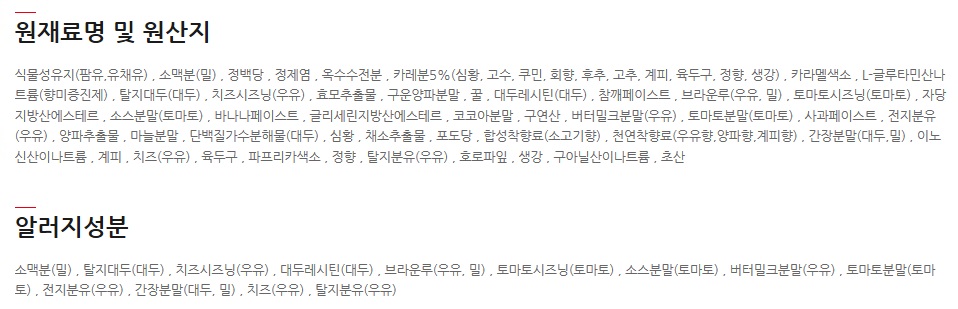 원재료명 및 원산지
식물성유지(팜유,유채유) , 소맥분(밀) , 정백당 , 정제염 , 옥수수전분 , 카레분5%(심황, 고수, 쿠민, 회향, 후추, 고추, 계피, 육두구, 정향, 생강) , 카라멜색소 , L-글루타민산나
트륨(향미증진제) , 탈지대두(대두) , 치즈시즈닝(우유) , 효모추출물 , 구운양파분말 , 꿀 , 대두레시틴(대두) , 참깨페이스트 , 브라운루(우유, 밀) , 토마토시즈닝(토마토) , 자당
지방산에스테르 , 소스분말(토마토) , 바나나페이스트 , 글리세린지방산에스테르 , 코코아분말 , 구연산 , 버터밀크분말(우유) , 토마토분말(토마토) , 사과페이스트 , 전지분유
(우유) , 양파추출물 , 마늘분말 , 단백질가수분해물(대두) , 심황 , 채소추출물 , 포도당 , 합성착향료(소고기향) , 천연착향료(우유향,양파향,계피향) , 간장분말(대두,밀) , 이노
신산이나트륨 , 계피 , 치즈(우유) , 육두구 , 파프리카색소 , 정향 , 탈지분유(우유) , 호로파잎 , 생강 , 구아닐산이나트륨 , 초산
알러지성분
소맥분(밀) , 탈지대두(대두) , 치즈시즈닝(우유) , 대두레시틴(대두) , 브라운루(우유, 밀) , 토마토시즈닝(토마토) , 소스분말(토마토) , 버터밀크분말(우유) , 토마토분말(토마
토) , 전지분유(우유) , 간장분말(대두, 밀) , 치즈(우유) , 탈지분유(우유)